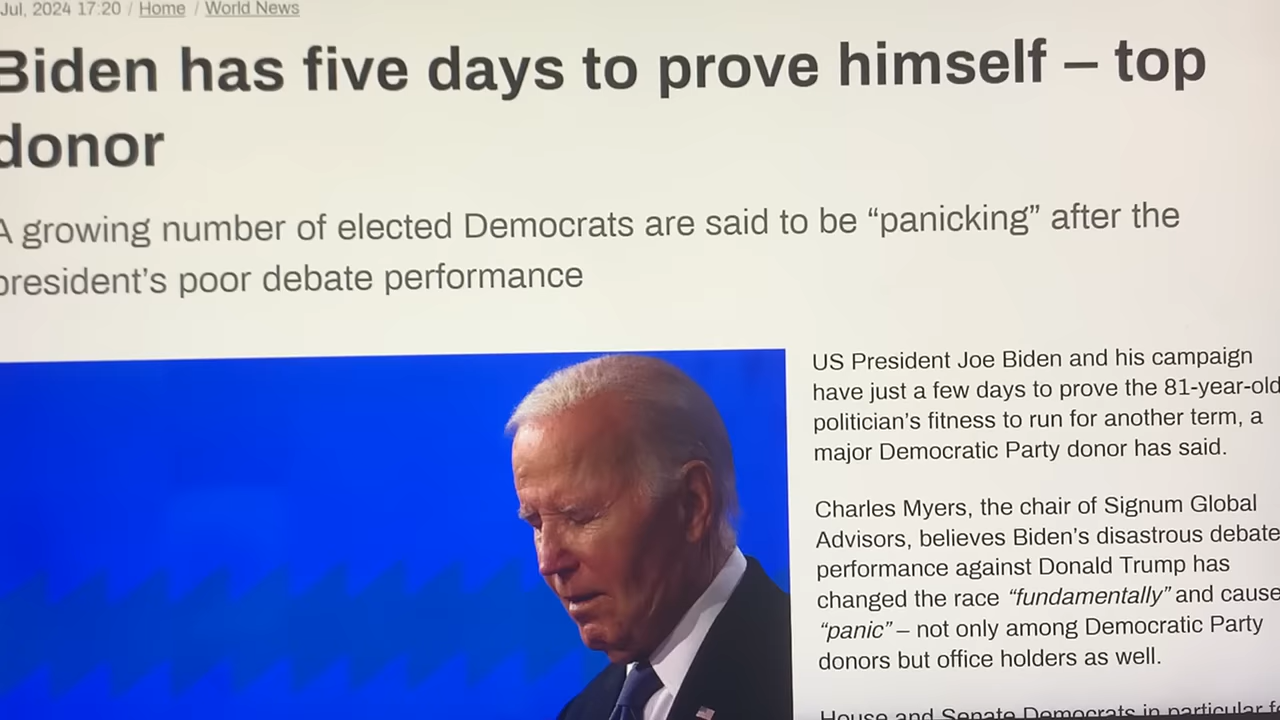 Jul, 2024 17:20 / Home / World News
Biden has five days to prove himself – top
donor
A growing number of elected Democrats are said to be “panicking” after the
president’s poor debate performance
US President Joe Biden and his campaign
have just a few days to prove the 81-year-old
politician’s fitness to run for another term, a
major Democratic Party donor has said.
Charles Myers, the chair of Signum Global
Advisors, believes Biden’s disastrous debate
performance against Donald Trump has
changed the race “fundamentally” and cause
“panic” – not only among Democratic Party
donors but office holders as well.
House and Senate Democrats in particular